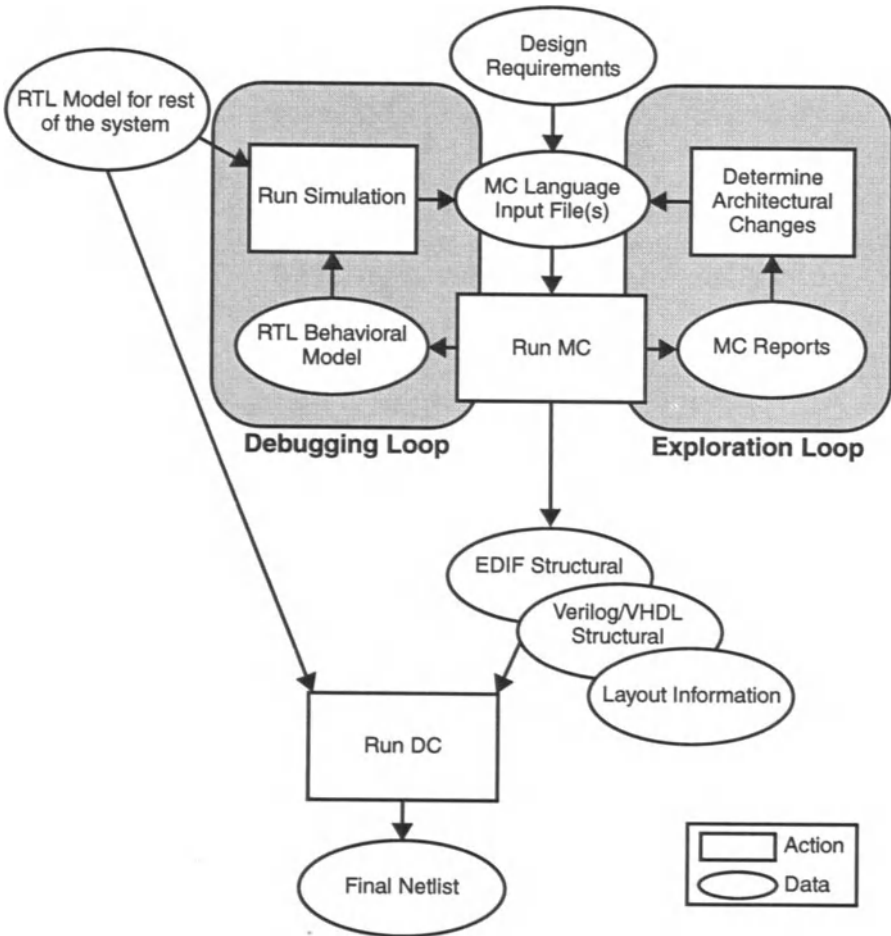 Design
Requirements
RTL Model for rest
of the system
Run Simulation
MC Language
Input File(s)
Determine
Architectural
Changes
RTL Behavioral
Model
Run MC
MC Reports
Debugging Loop
Exploration Loop
EDIF Structural
Verilog/VHDL
Structural
Layout Information
Run DC
Final Netlist
Action
Data